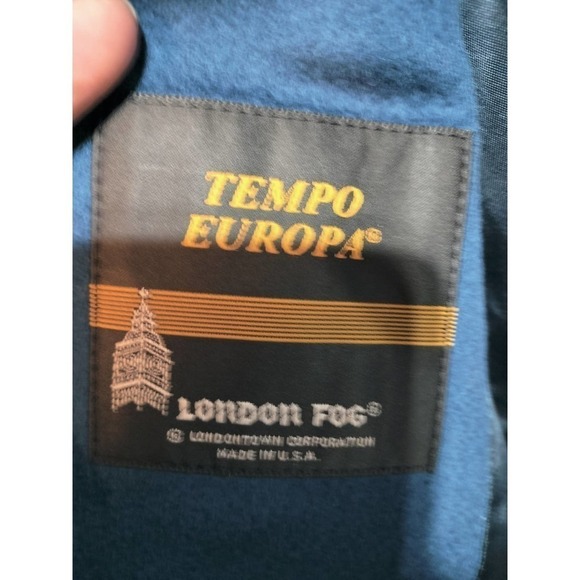 TEMPO
EUROPA®
LONDON FOG®
© LONDONTOWN CORPORATION
MADE IN U.S.A.